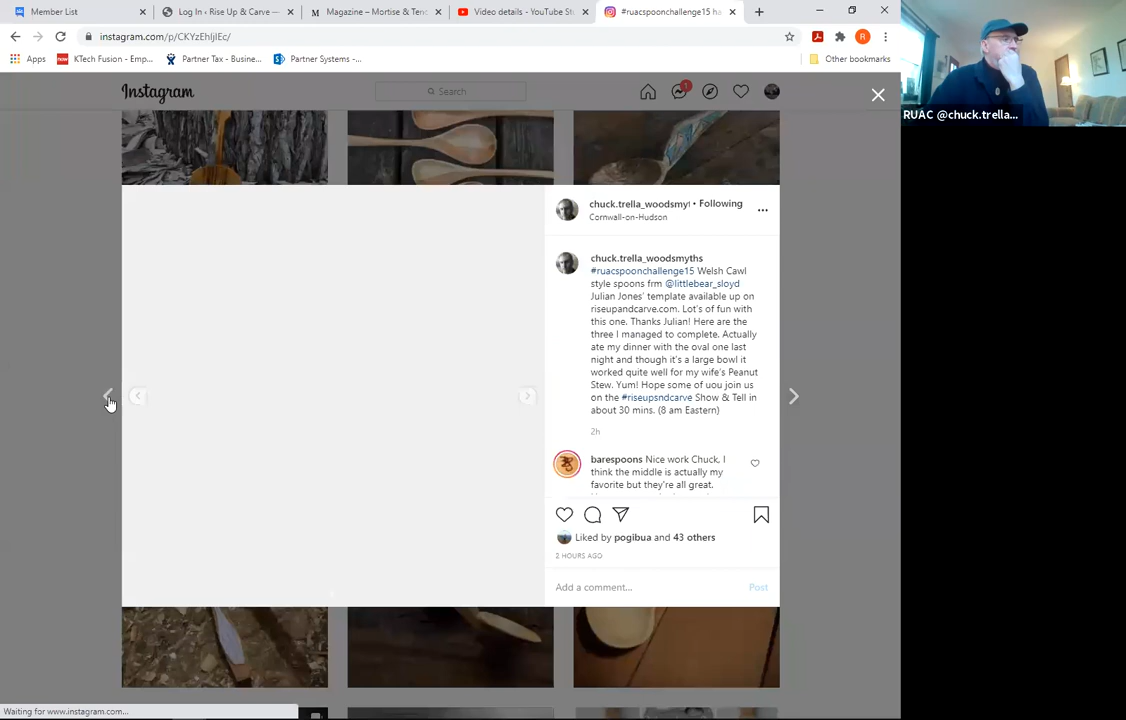 Member List
Log In ‹ Rise Up & Carve —
Magazine – Mortise & Tenc
Video details - YouTube St
#ruacspoonchallenge15 ha
instagram.com/p/CKYzEhIjlEc/
Apps
KTech Fusion - Emp...
Partner Tax - Busine...
Partner Systems -...
Other bookmarks
Instagram
Search
1
RUAC @chuck.trella...
chuck.trella_woodsmyt • Following
Cornwall-on-Hudson
chuck.trella_woodsmyths
#ruacspoonchallenge15 Welsh Cawl
style spoons frm @littlebear_sloyd
Julian Jones' template available up on
riseupandcarve.com. Lot's of fun with
this one. Thanks Julian! Here are the
three I managed to complete. Actually
ate my dinner with the oval one last
night and though it's a large bowl it
worked quite well for my wife's Peanut
Stew. Yum! Hope some of uou join us
on the #riseupsndcarve Show & Tell in
about 30 mins. (8 am Eastern)
2h
barespoons Nice work Chuck, I
think the middle is actually my
favorite but they're all great.
Liked by pogibua and 43 others
2 HOURS AGO
Add a comment...
Post
Waiting for www.instagram.com...